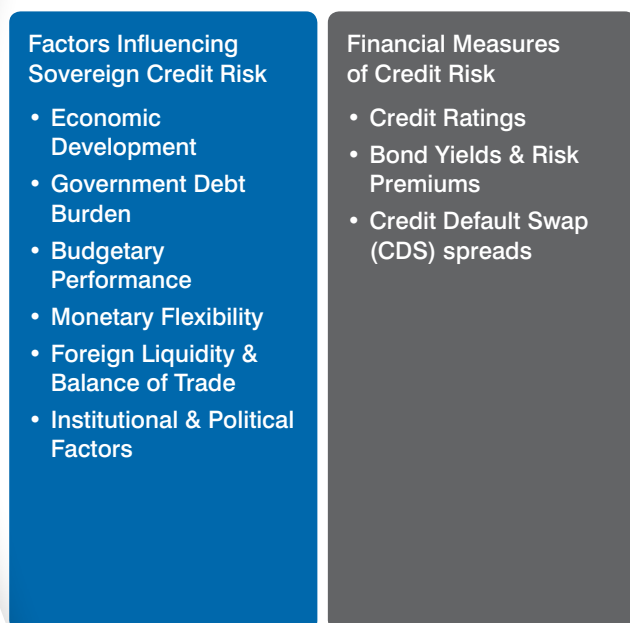 Factors Influencing
Sovereign Credit Risk
• Economic
Development
• Government Debt
Burden
• Budgetary
Performance
• Monetary Flexibility
• Foreign Liquidity &
Balance of Trade
• Institutional & Political
Factors
Financial Measures
of Credit Risk
• Credit Ratings
• Bond Yields & Risk
Premiums
• Credit Default Swap
(CDS) spreads